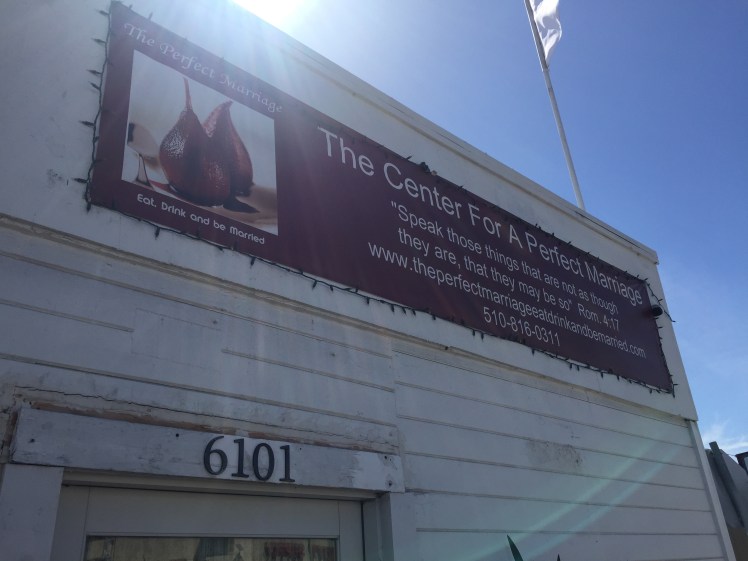 The Perfect Marriage
Eat, Drink and be Married
The Center For A Perfect Marriage
"Speak those things that are not as though
they are, that they may be so" Rom. 4:17
www.theperfectmarriageeatdrinkandbemarried.com
510-816-0311
6101